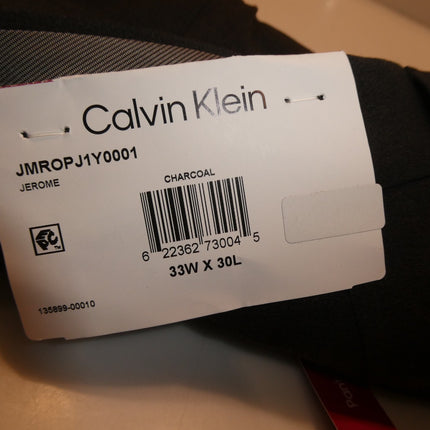 Calvin Klein
JMROPJ1Y0001
JEROME
CHARCOAL
6 22362 73004 5
33W X 30L
135899-00010